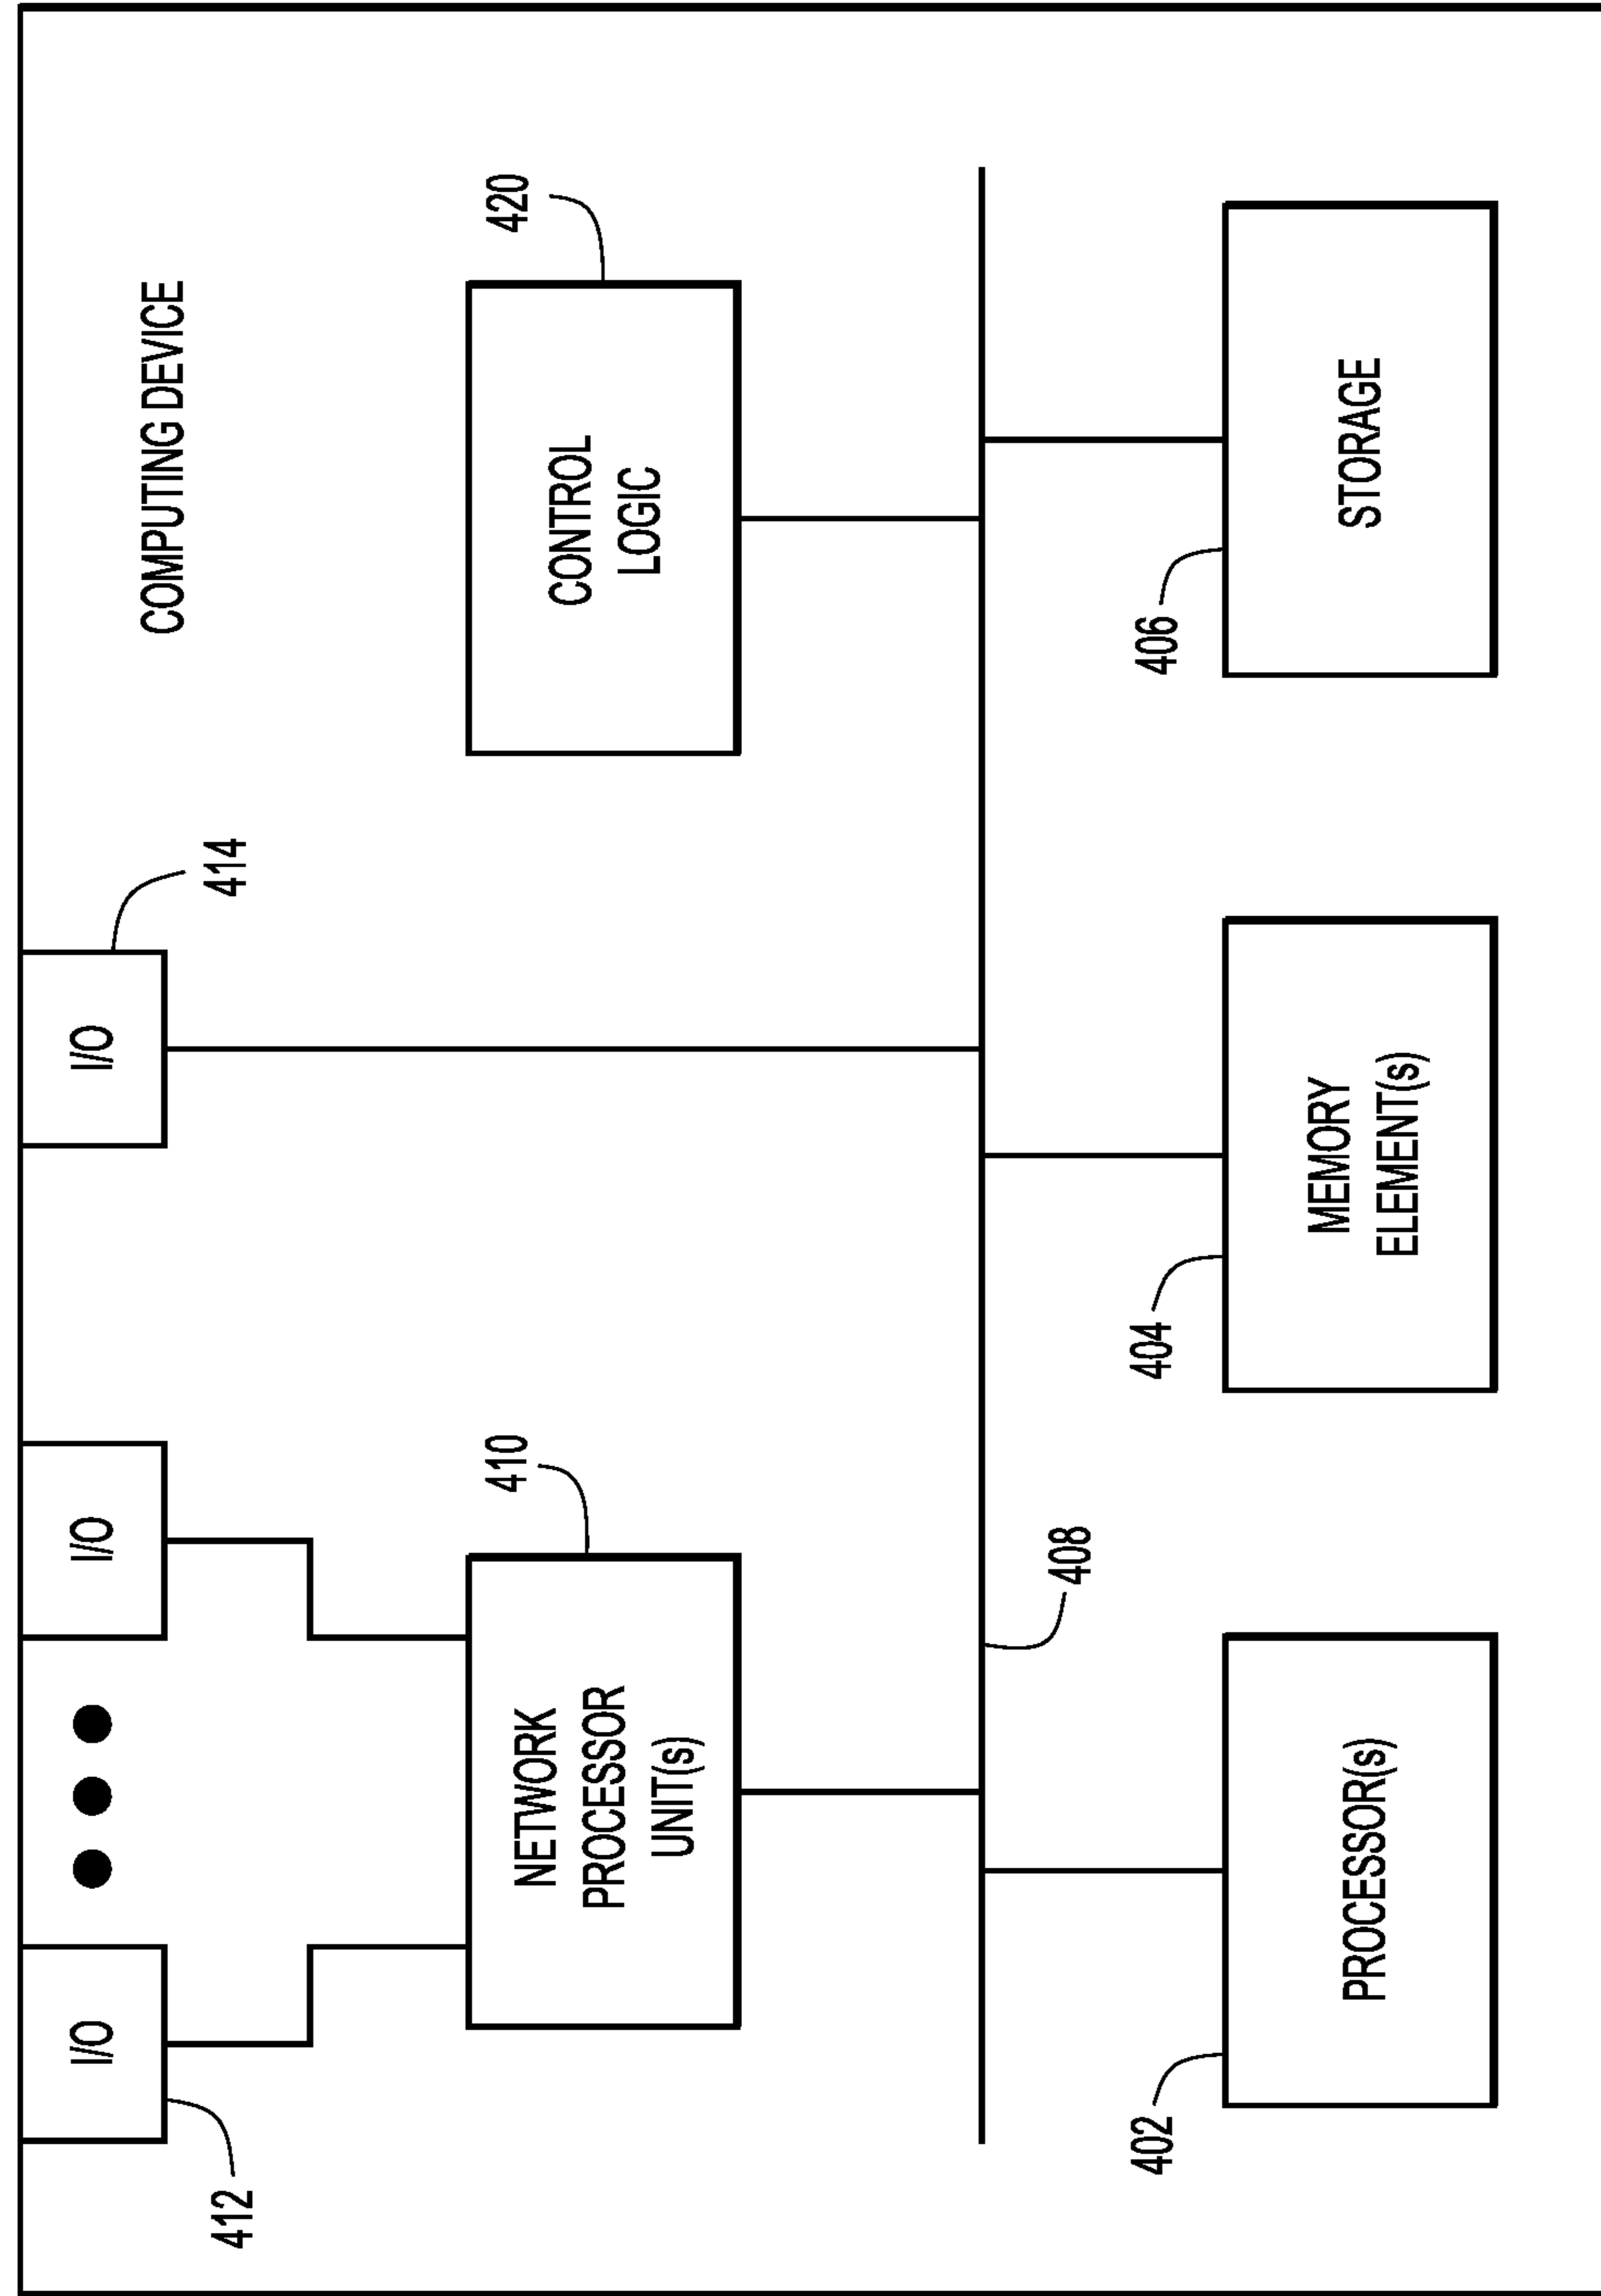 COMPUTING DEVICE
I/O
I/O
I/O
412
414
410
420
NETWORK
PROCESSOR
UNIT(s)
CONTROL
LOGIC
408
402
404
406
PROCESSOR(s)
MEMORY
ELEMENT(s)
STORAGE